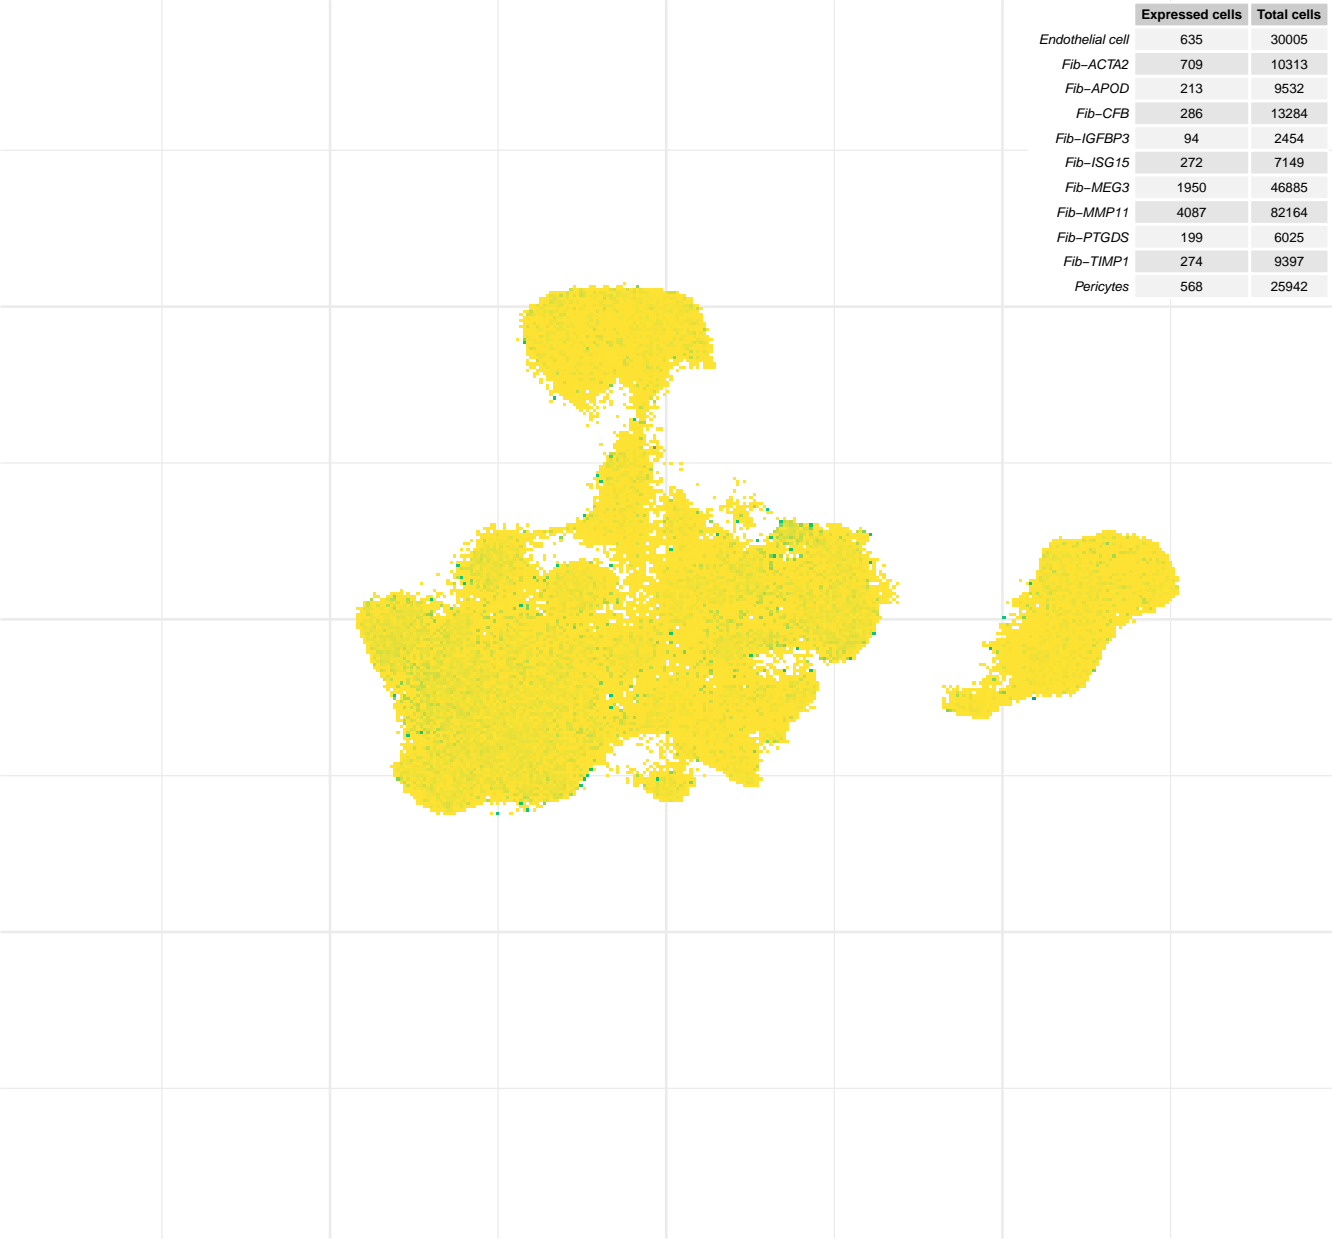 Expressed cells Total cells
Endothelial cell 635 30005
Fib−ACTA2 709 10313
Fib−APOD 213 9532
Fib−CFB 286 13284
Fib−IGFBP3 94 2454
Fib−ISG15 272 7149
Fib−MEG3 1950 46885
Fib−MMP11 4087 82164
Fib−PTGDS 199 6025
Fib−TIMP1 274 9397
Pericytes 568 25942